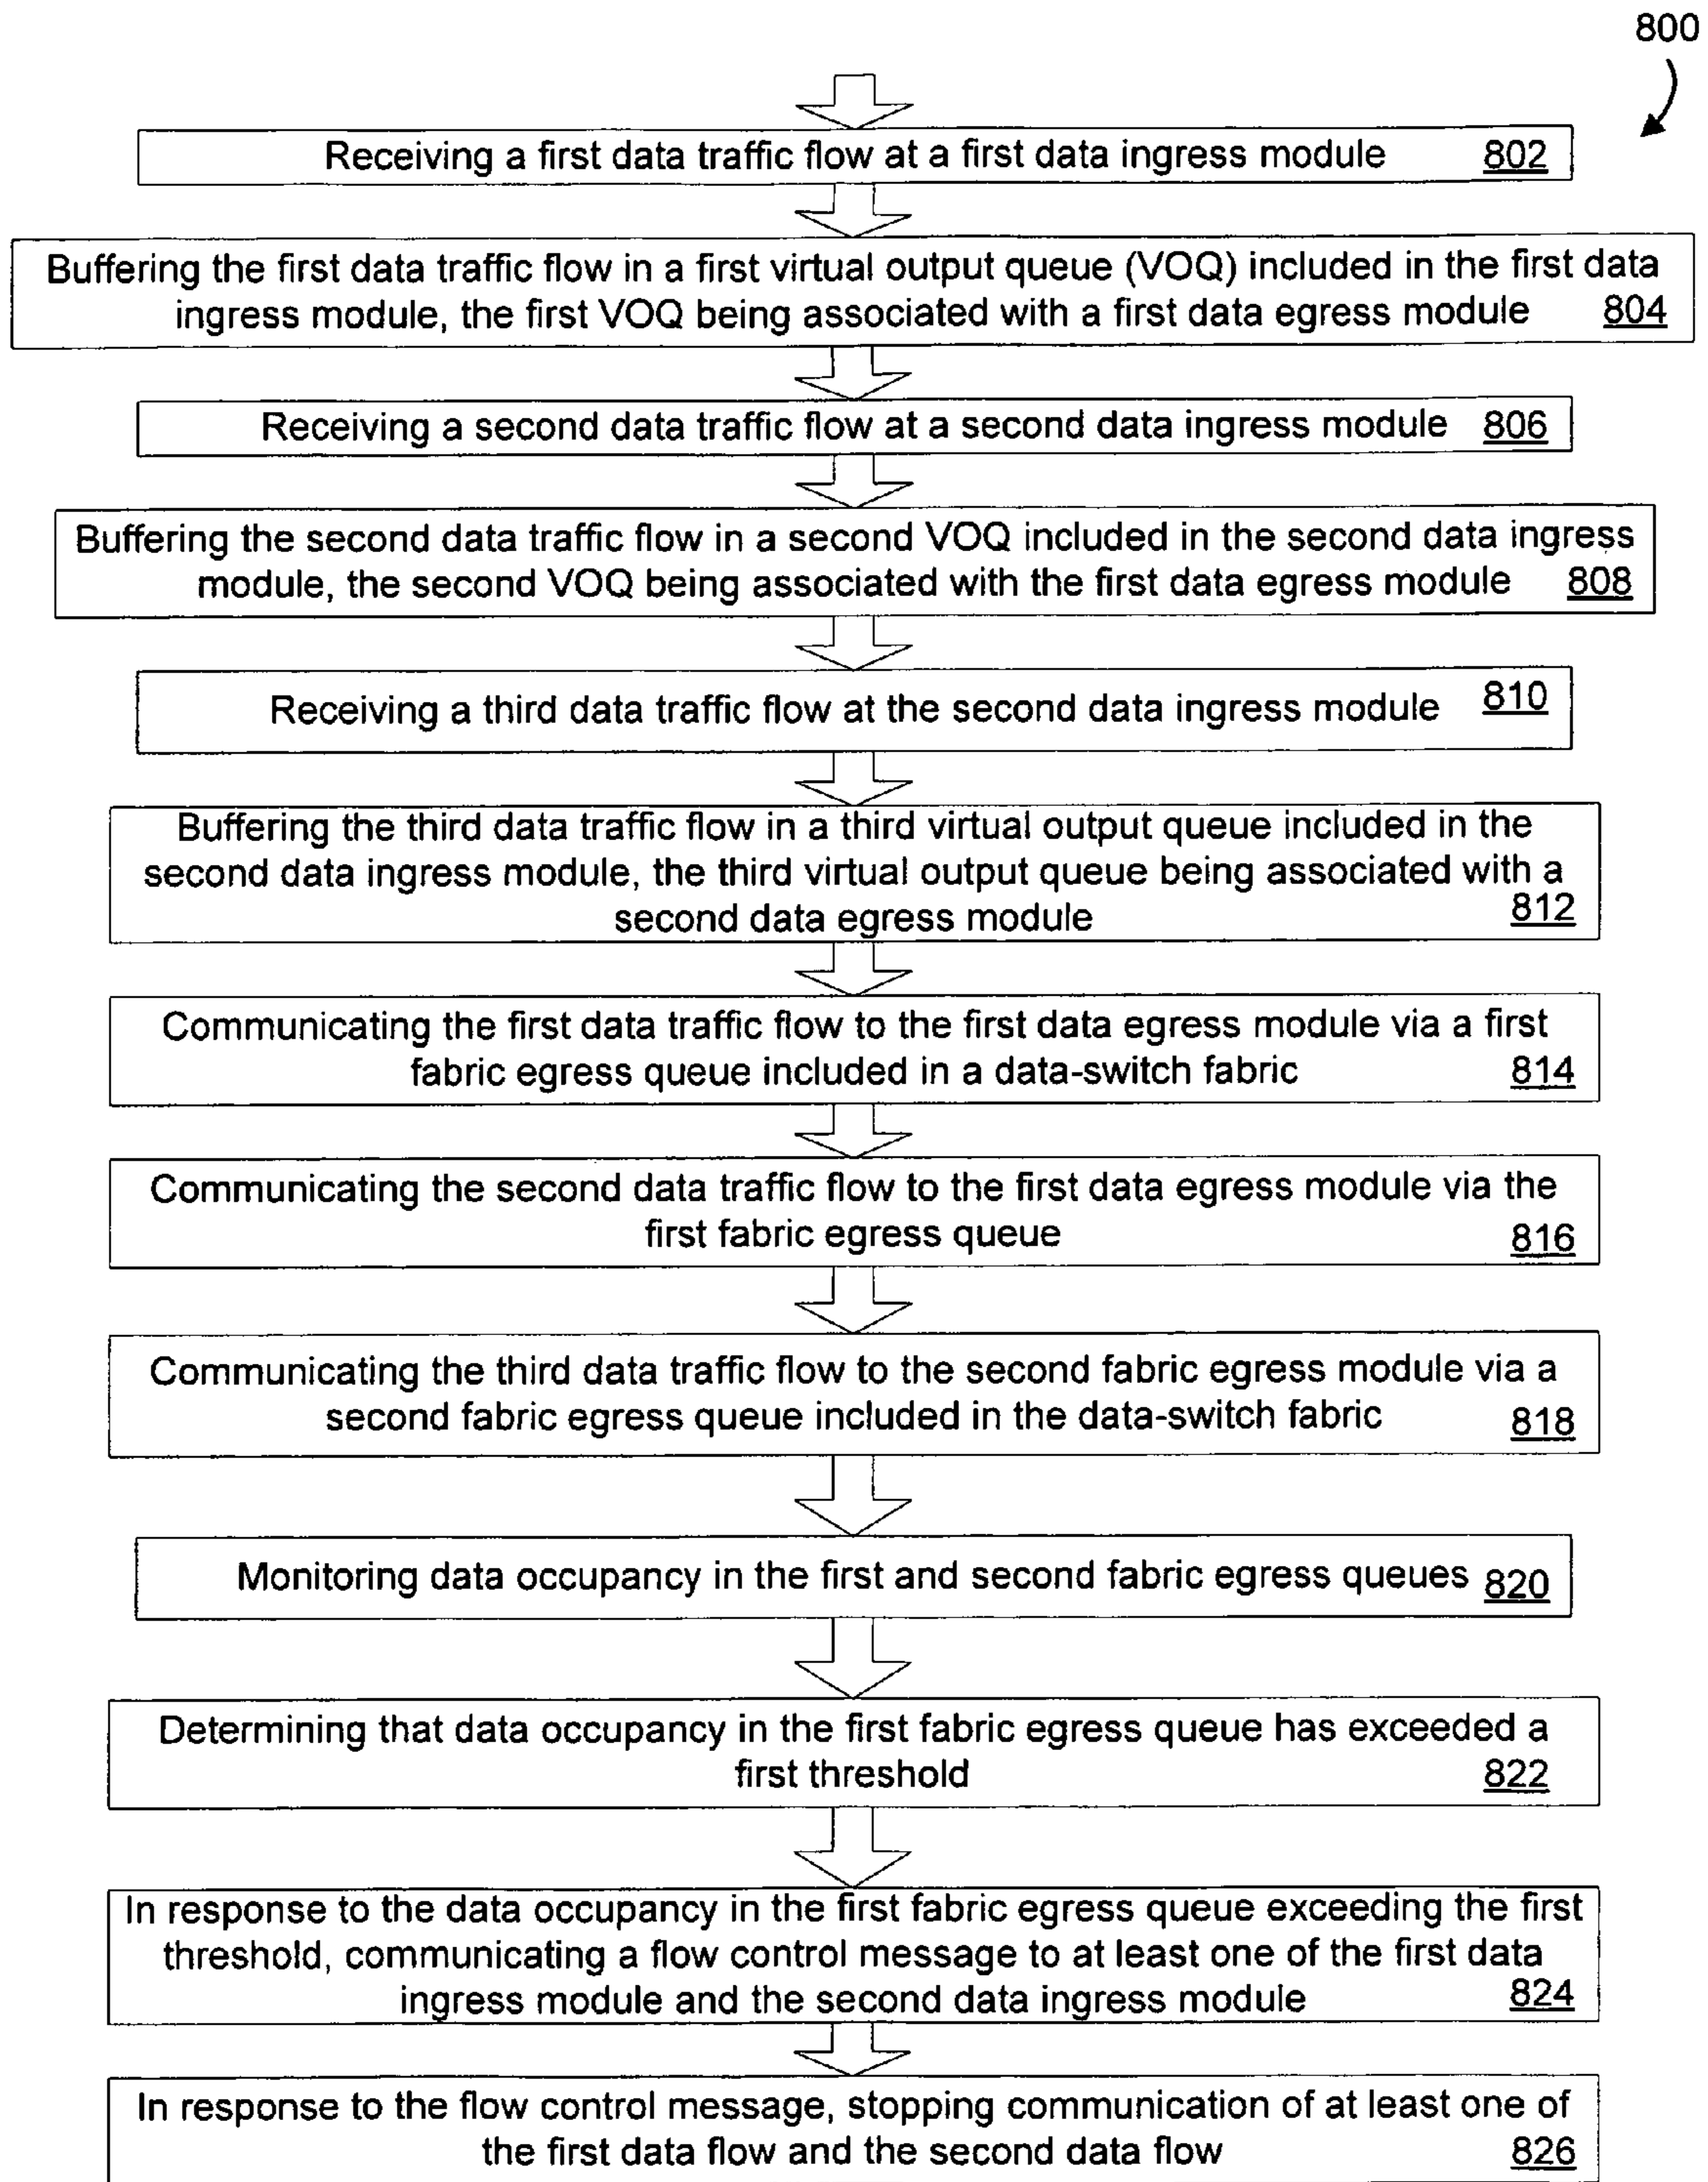 800
Receiving a first data traffic flow at a first data ingress module 802
Buffering the first data traffic flow in a first virtual output queue (VOQ) included in the first data
ingress module, the first VOQ being associated with a first data egress module 804
Receiving a second data traffic flow at a second data ingress module 806
Buffering the second data traffic flow in a second VOQ included in the second data ingress
module, the second VOQ being associated with the first data egress module 808
Receiving a third data traffic flow at the second data ingress module 810
Buffering the third data traffic flow in a third virtual output queue included in the
second data ingress module, the third virtual output queue being associated with a
second data egress module 812
Communicating the first data traffic flow to the first data egress module via a first
fabric egress queue included in a data-switch fabric 814
Communicating the second data traffic flow to the first data egress module via the
first fabric egress queue 816
Communicating the third data traffic flow to the second fabric egress module via a
second fabric egress queue included in the data-switch fabric 818
Monitoring data occupancy in the first and second fabric egress queues 820
Determining that data occupancy in the first fabric egress queue has exceeded a
first threshold 822
In response to the data occupancy in the first fabric egress queue exceeding the first
threshold, communicating a flow control message to at least one of the first data
ingress module and the second data ingress module 824
In response to the flow control message, stopping communication of at least one of
the first data flow and the second data flow 826